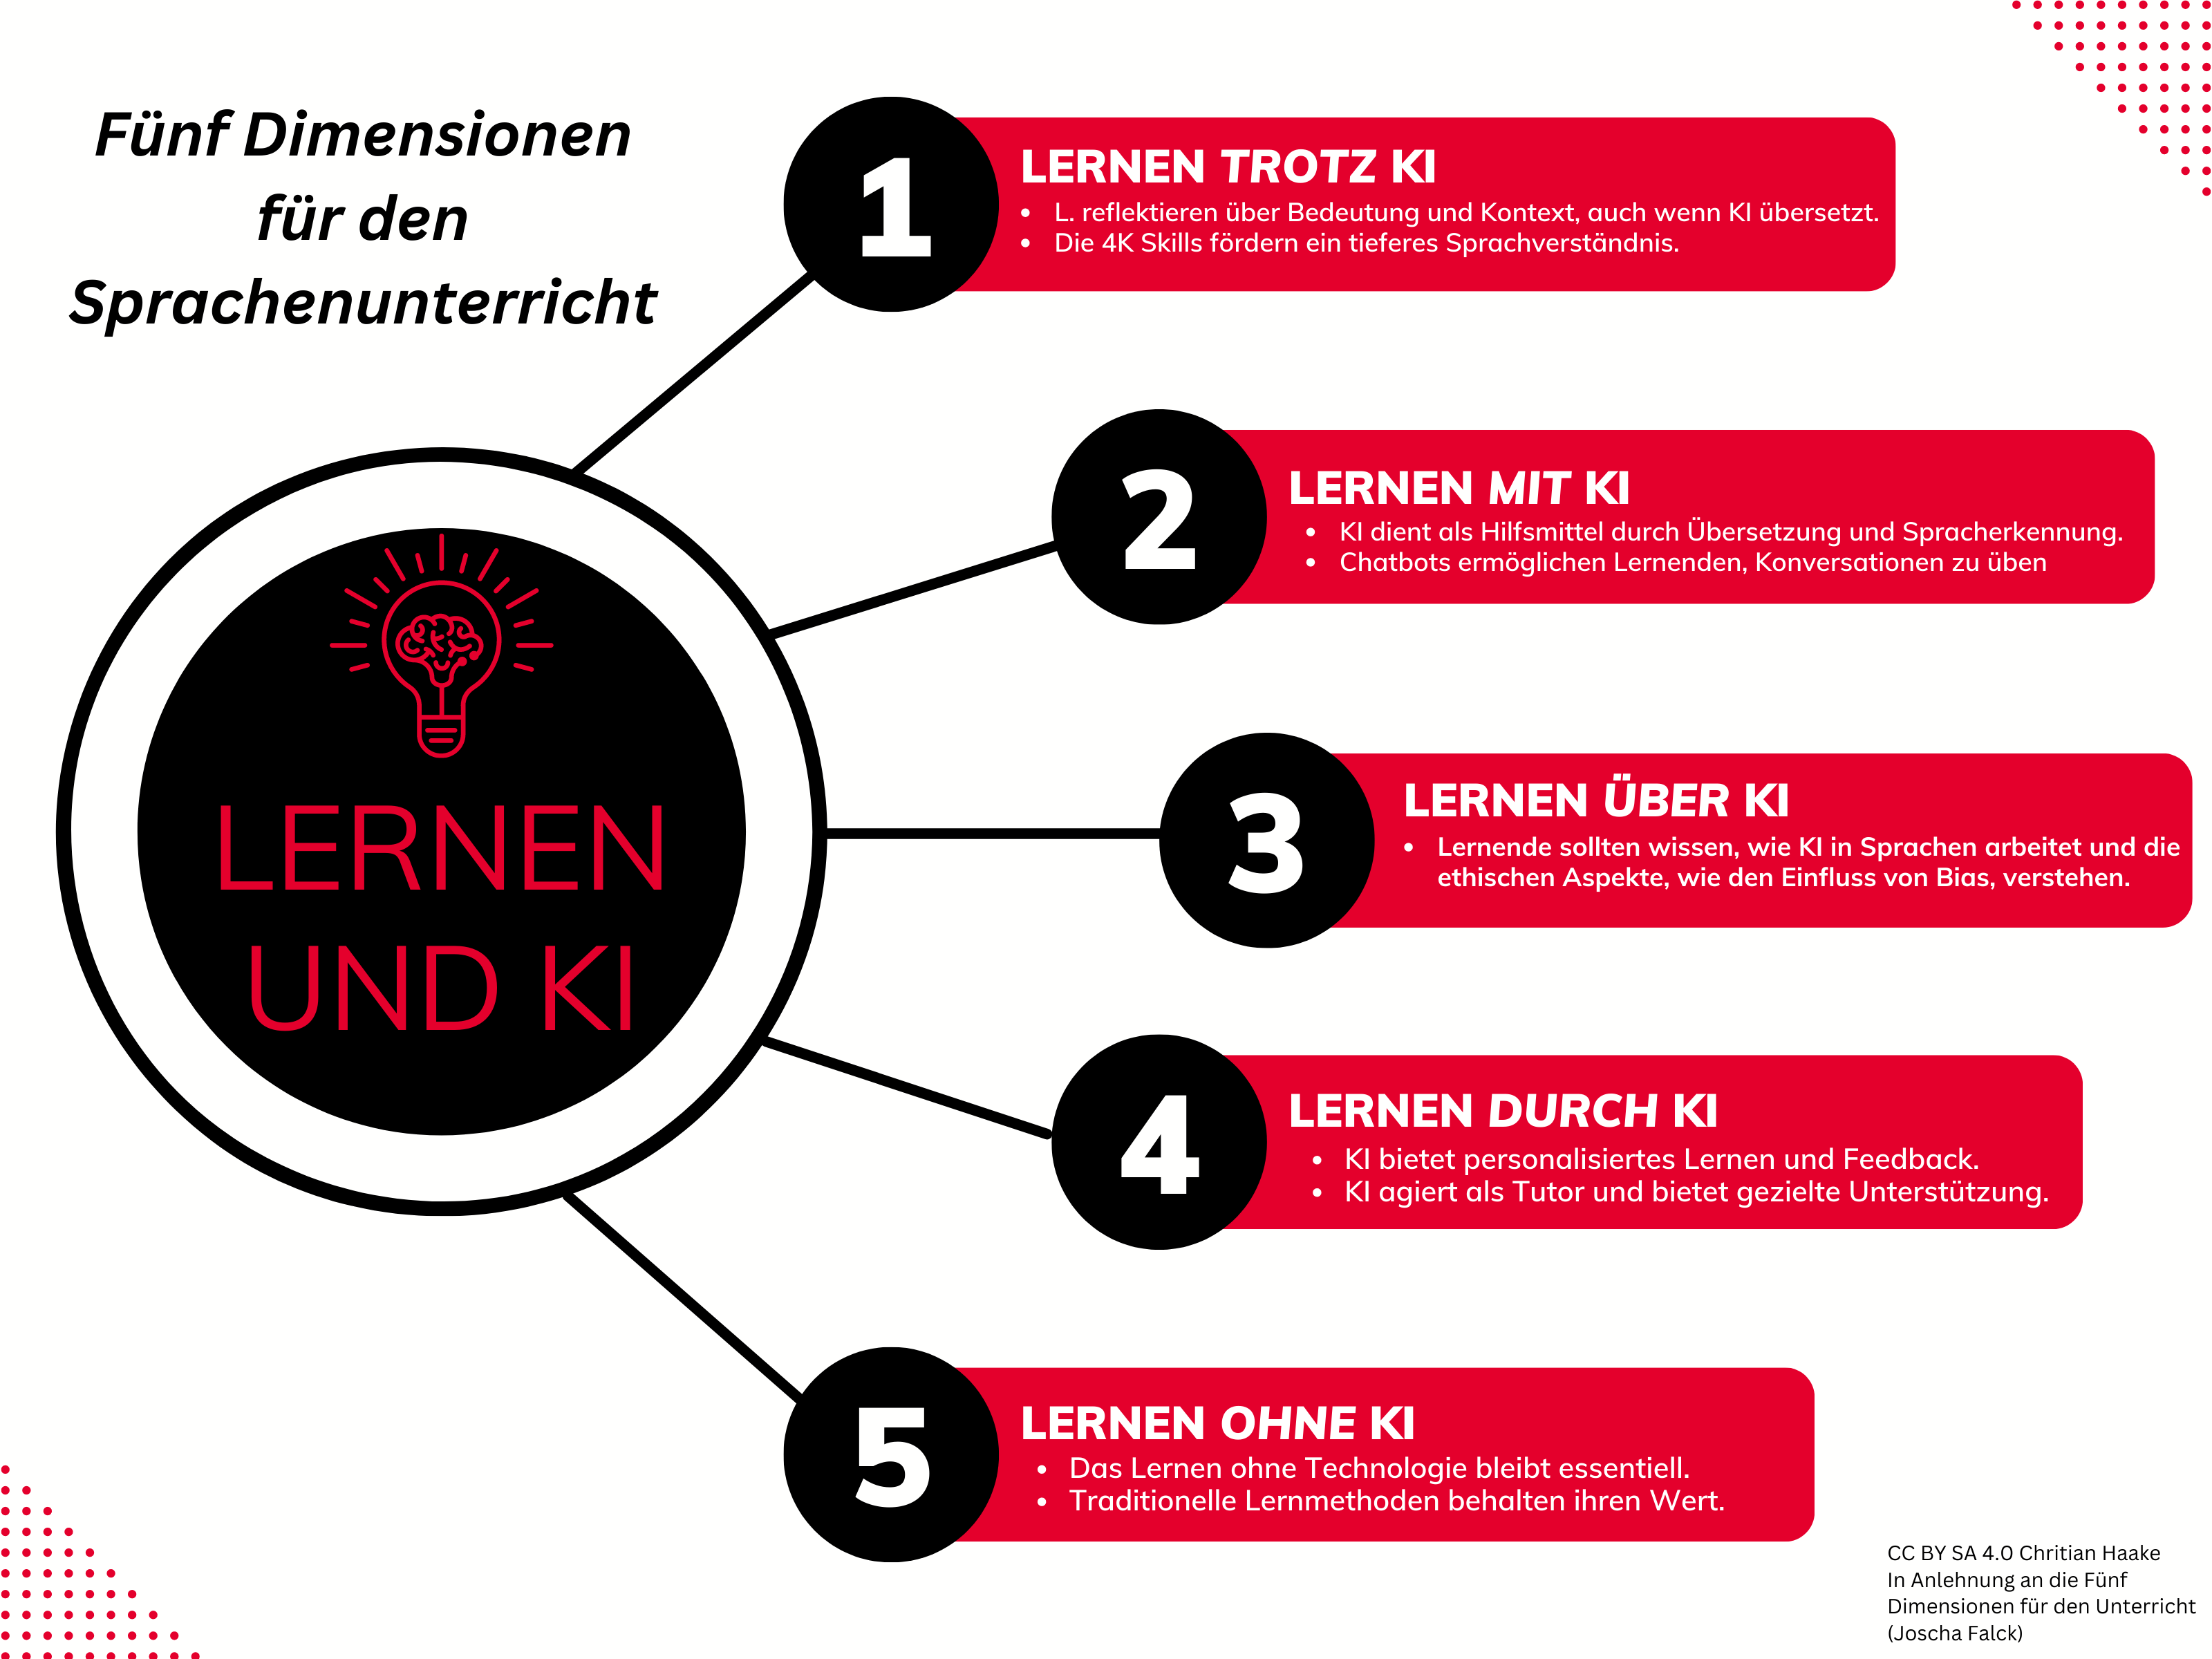 Fünf Dimensionen
für den
Sprachenunterricht
LERNEN
UND KI
1
LERNEN TROTZ KI
• L. reflektieren über Bedeutung und Kontext, auch wenn KI übersetzt.
• Die 4K Skills fördern ein tieferes Sprachverständnis.
2
LERNEN MIT KI
• KI dient als Hilfsmittel durch Übersetzung und Spracherkennung.
• Chatbots ermöglichen Lernenden, Konversationen zu üben
3
LERNEN ÜBER KI
• Lernende sollten wissen, wie KI in Sprachen arbeitet und die
ethischen Aspekte, wie den Einfluss von Bias, verstehen.
4
LERNEN DURCH KI
• KI bietet personalisiertes Lernen und Feedback.
• KI agiert als Tutor und bietet gezielte Unterstützung.
5
LERNEN OHNE KI
• Das Lernen ohne Technologie bleibt essentiell.
• Traditionelle Lernmethoden behalten ihren Wert.
CC BY SA 4.0 Chritian Haake
In Anlehnung an die Fünf
Dimensionen für den Unterricht
(Joscha Falck)